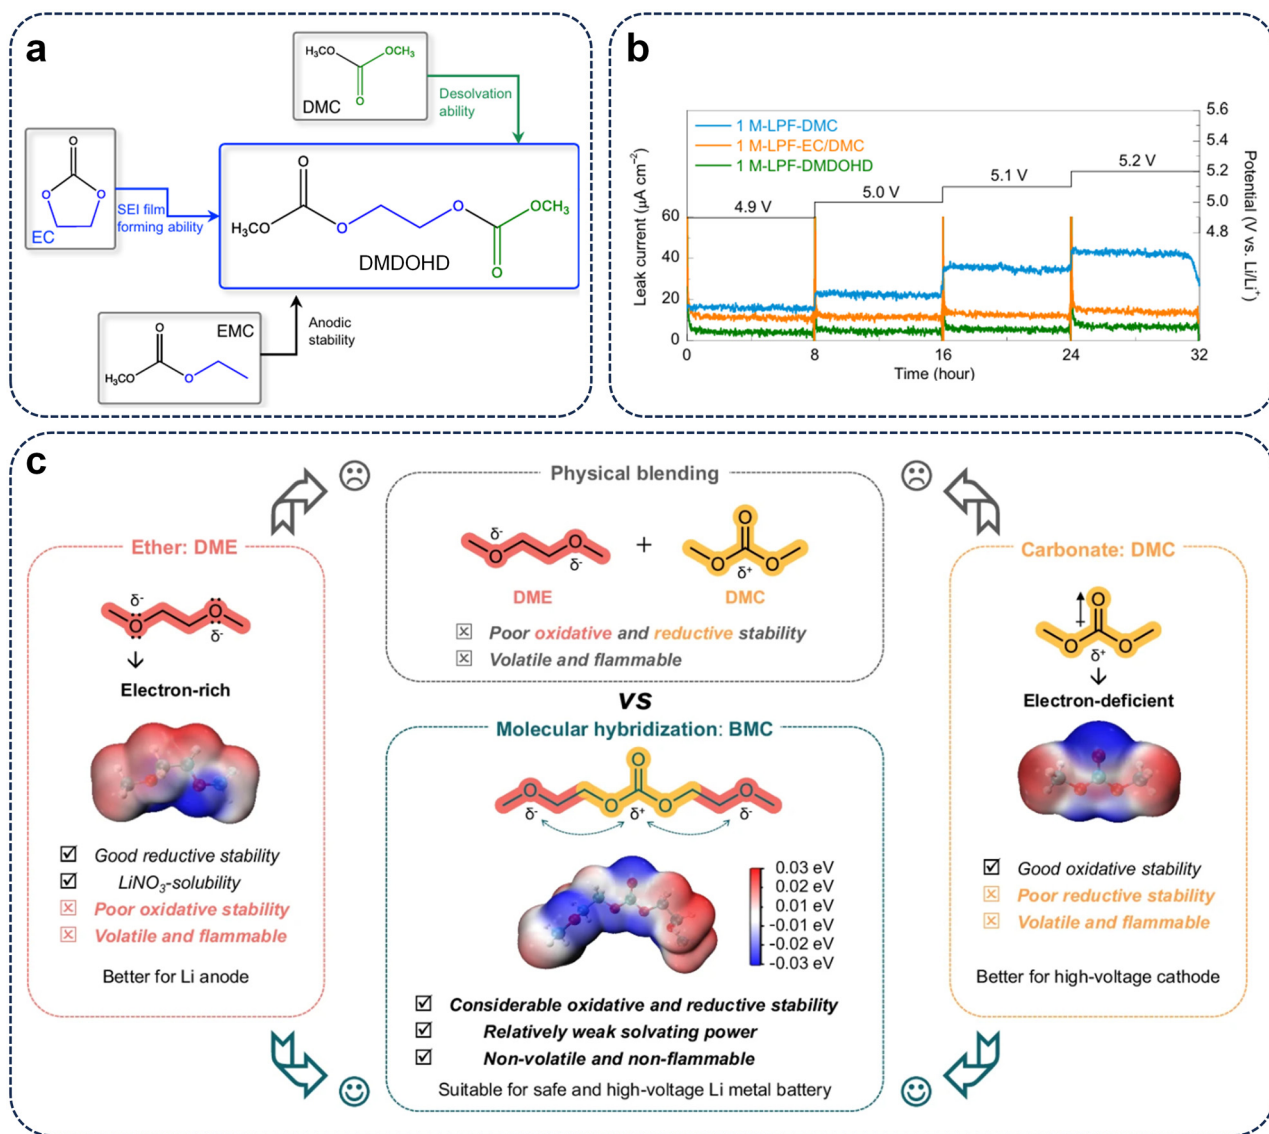 a
H₃CO
OCH₃
O
DMC
Desolvation
ability
O
O
O
EC
SEI film
forming ability
O
H₃CO
O
O
OCH₃
O
DMDOHD
EMC
O
H₃CO
O
Anodic
stability
b
1 M-LPF-DMC
1 M-LPF-EC/DMC
1 M-LPF-DMDOHD
4.9 V
5.0 V
5.1 V
5.2 V
Leak current (μA cm⁻²)
60
40
20
0
0
8
16
24
32
Time (hour)
5.6
5.4
5.2
5.0
4.8
Potential (V vs. Li/Li⁺)
c
Ether: DME
δ⁻
O
O
δ⁻
Electron-rich
Good reductive stability
LiNO₃-solubility
Poor oxidative stability
Volatile and flammable
Better for Li anode
Physical blending
δ⁻
O
O
δ⁻
DME
+
O
O
O
δ⁺
DMC
Poor oxidative and reductive stability
Volatile and flammable
VS
Molecular hybridization: BMC
O
O
O
O
O
δ⁻
δ⁺
δ⁻
0.03 eV
0.02 eV
0.01 eV
-0.01 eV
-0.02 eV
-0.03 eV
Considerable oxidative and reductive stability
Relatively weak solvating power
Non-volatile and non-flammable
Suitable for safe and high-voltage Li metal battery
Carbonate: DMC
O
O
O
δ⁺
Electron-deficient
Good oxidative stability
Poor reductive stability
Volatile and flammable
Better for high-voltage cathode